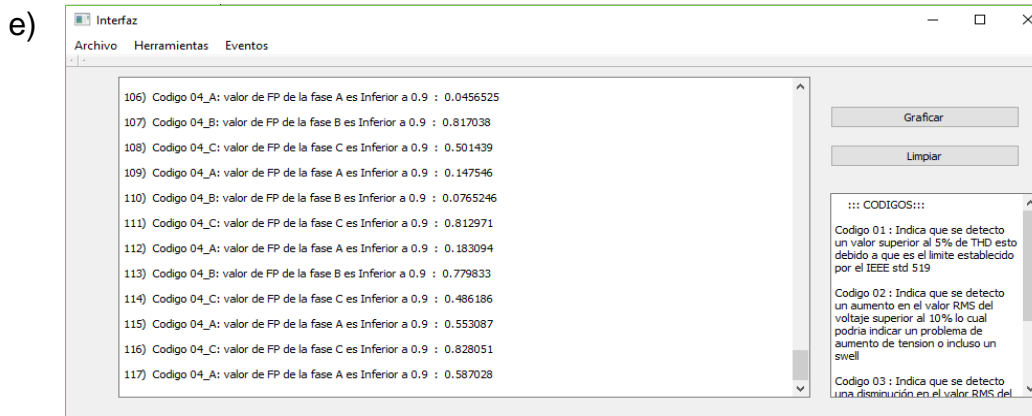 e)
Interfaz
Archivo Herramientas Eventos
106) Codigo 04_A: valor de FP de la fase A es Inferior a 0.9 : 0.0456525
107) Codigo 04_B: valor de FP de la fase B es Inferior a 0.9 : 0.817038
108) Codigo 04_C: valor de FP de la fase C es Inferior a 0.9 : 0.501439
109) Codigo 04_A: valor de FP de la fase A es Inferior a 0.9 : 0.147546
110) Codigo 04_B: valor de FP de la fase B es Inferior a 0.9 : 0.0765246
111) Codigo 04_C: valor de FP de la fase C es Inferior a 0.9 : 0.812971
112) Codigo 04_A: valor de FP de la fase A es Inferior a 0.9 : 0.183094
113) Codigo 04_B: valor de FP de la fase B es Inferior a 0.9 : 0.779833
114) Codigo 04_C: valor de FP de la fase C es Inferior a 0.9 : 0.486186
115) Codigo 04_A: valor de FP de la fase A es Inferior a 0.9 : 0.553087
116) Codigo 04_C: valor de FP de la fase C es Inferior a 0.9 : 0.828051
117) Codigo 04_A: valor de FP de la fase A es Inferior a 0.9 : 0.587028
Graficar
Limpiar
::: CODIGOS:::
Codigo 01 : Indica que se detecto
un valor superior al 5% de THD esto
debido a que es el limite establecido
por el IEEE std 519
Codigo 02 : Indica que se detecto
un aumento en el valor RMS del
voltaje superior al 10% lo cual
podria indicar un problema de
aumento de tension o incluso un
swell
Codigo 03 : Indica que se detecto
una disminución en el valor RMS del